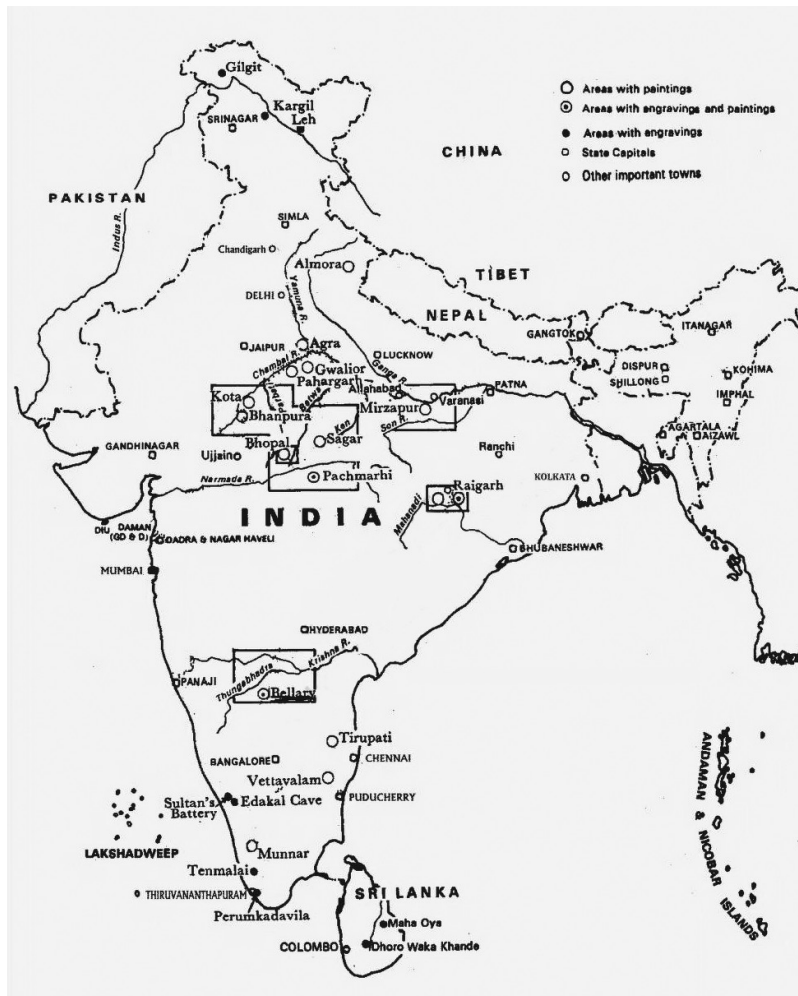 Gilgit
Kargil
Leh
SRINAGAR
Areas with paintings
Areas with engravings and paintings
Areas with engravings
State Capitals
Other important towns
CHINA
PAKISTAN
Indus R.
SIMLA
Chandigarh
Almora
TIBET
DELHI
Yamuna R.
NEPAL
GANGTOK
ITANAGAR
JAIPUR
Agra
LUCKNOW
Chambal R.
Gwalior
Pahargarh
Ganga R.
DISPUR
SHILLONG
KOHIMA
Kota
Parbati
Betwa
Allahabad
Varanasi
PATNA
IMPHAL
Bhanpura
Mirzapur
Ken
Son R.
AGARTALA
AIZAWL
GANDHINAGAR
Ujjain
Bhopal
Sagar
Ranchi
Narmada R.
Pachmarhi
KOLKATA
Raigarh
Mahanadi
INDIA
DIU
DAMAN
(GD & D)
DADRA & NAGAR HAVELI
BHUBANESHWAR
MUMBAI
HYDERABAD
Krishna R.
Thungabhadra
PANAJI
Bellary
Tirupati
BANGALORE
CHENNAI
Vettavalam
Sultan's
Battery
Edakal Cave
PUDUCHERRY
LAKSHADWEEP
Munnar
Tenmalai
THIRUVANANTHAPURAM
Perumkadavila
SRI LANKA
Maha Oya
COLOMBO
Dhoro Waka Khande
ANDAMAN & NICOBAR ISLANDS